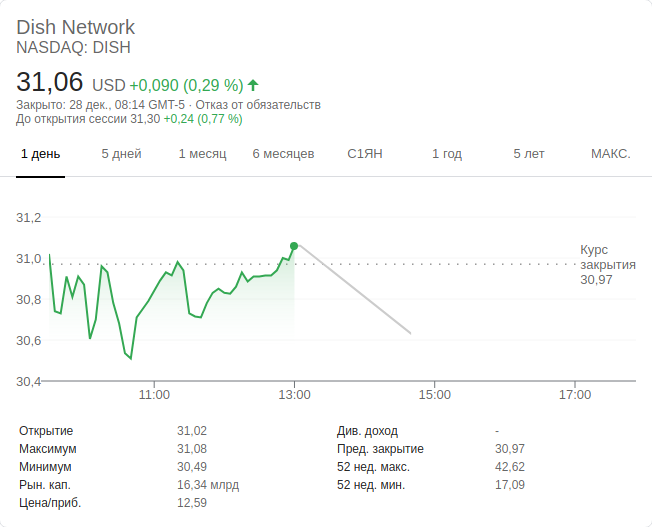 Dish Network
NASDAQ: DISH
31,06 USD +0,090 (0,29 %)
Закрыто: 28 дек., 08:14 GMT-5 · Отказ от обязательств
До открытия сессии 31,30 +0,24 (0,77 %)
1 день 5 дней 1 месяц 6 месяцев С1ЯН 1 год 5 лет МАКС.
31,2
31,0
30,8
30,6
30,4
Курс
закрытия
30,97
11:00 13:00 15:00 17:00
Открытие 31,02 Див. доход -
Максимум 31,08 Пред. закрытие 30,97
Минимум 30,49 52 нед. макс. 42,62
Рын. кап. 16,34 млрд 52 нед. мин. 17,09
Цена/приб. 12,59